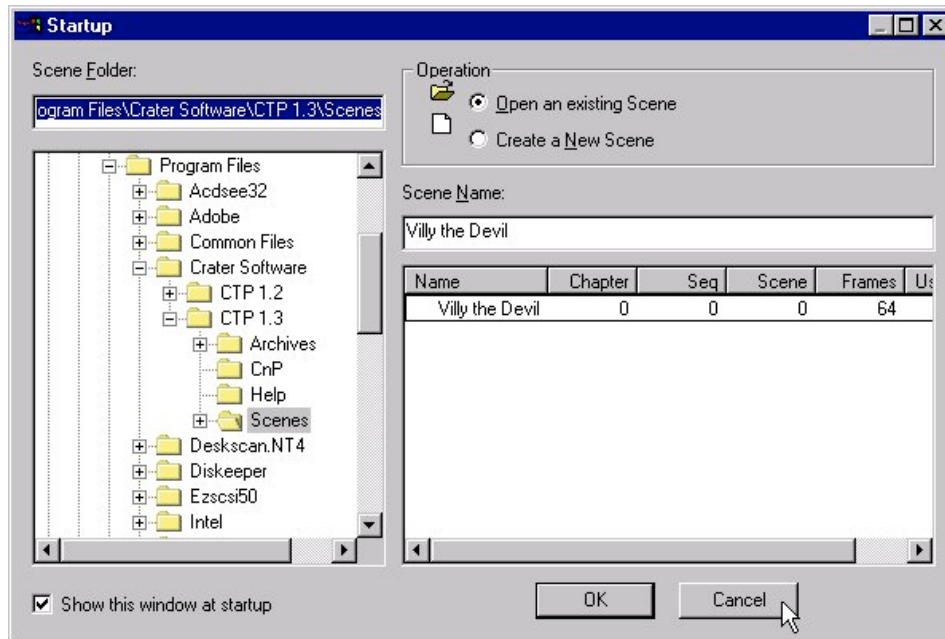 Startup
Scene Folder:
ogram Files\Crater Software\CTP 1.3\Scenes
Program Files
Acdsee32
Adobe
Common Files
Crater Software
CTP 1.2
CTP 1.3
Archives
CnP
Help
Scenes
Deskscan.NT4
Diskeeper
Ezscsi50
Intel
Show this window at startup
Operation
Open an existing Scene
Create a New Scene
Scene Name:
Villy the Devil
Name Chapter Seq Scene Frames Us
Villy the Devil 0 0 0 64
OK Cancel